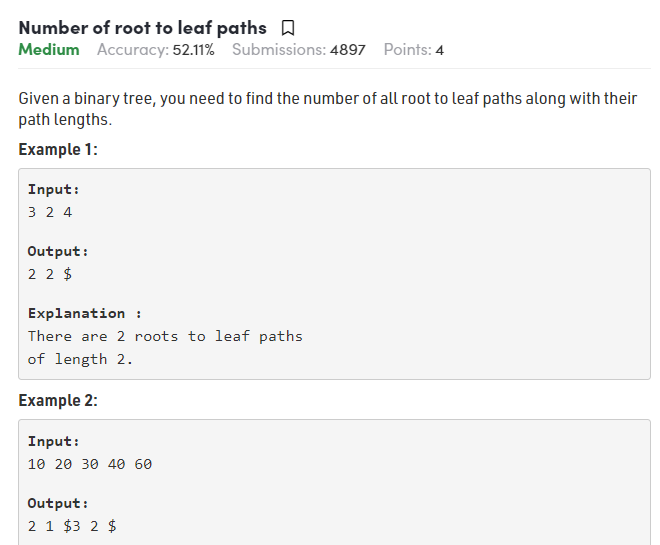 Number of root to leaf paths
Medium Accuracy: 52.11% Submissions: 4897 Points: 4
Given a binary tree, you need to find the number of all root to leaf paths along with their
path lengths.
Example 1:
Input:
3 2 4
Output:
2 2 $
Explanation :
There are 2 roots to leaf paths
of length 2.
Example 2:
Input:
10 20 30 40 60
Output:
2 1 $3 2 $